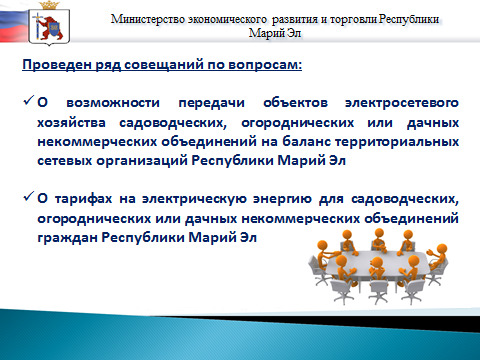 Министерство экономического развития и торговли Республики
Марий Эл
Проведен ряд совещаний по вопросам:
✓ О возможности передачи объектов электросетевого
хозяйства садоводческих, огороднических или дачных
некоммерческих объединений на баланс территориальных
сетевых организаций Республики Марий Эл
✓ О тарифах на электрическую энергию для садоводческих,
огороднических или дачных некоммерческих объединений
граждан Республики Марий Эл